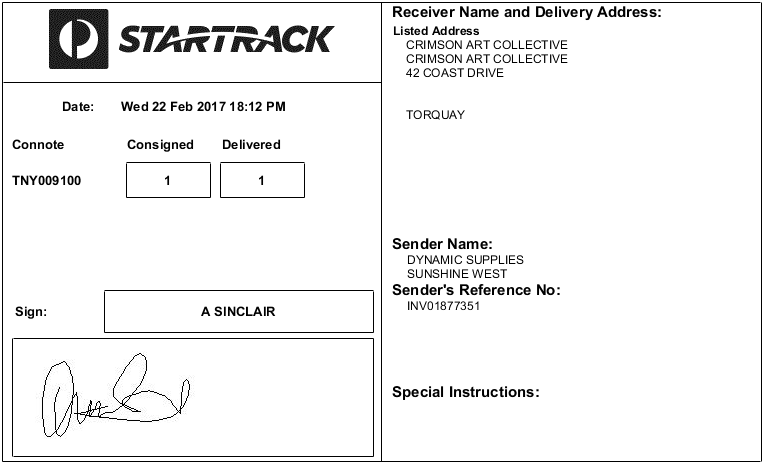 STARTRACK
Date: Wed 22 Feb 2017 18:12 PM
Connote Consigned Delivered
TNY009100 1 1
Sign: A SINCLAIR
Receiver Name and Delivery Address:
Listed Address
CRIMSON ART COLLECTIVE
CRIMSON ART COLLECTIVE
42 COAST DRIVE
TORQUAY
Sender Name:
DYNAMIC SUPPLIES
SUNSHINE WEST
Sender's Reference No:
INV01877351
Special Instructions: